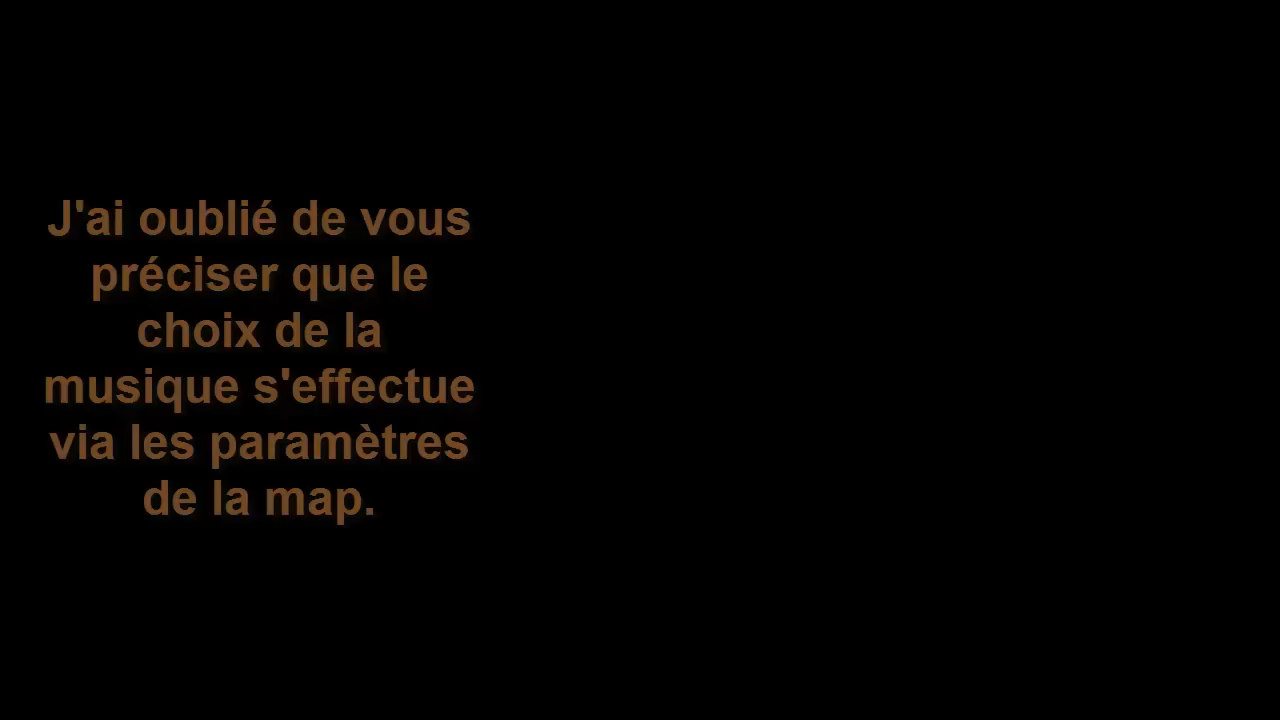 J'ai oublié de vous
préciser que le
choix de la
musique s'effectue
via les paramètres
de la map.